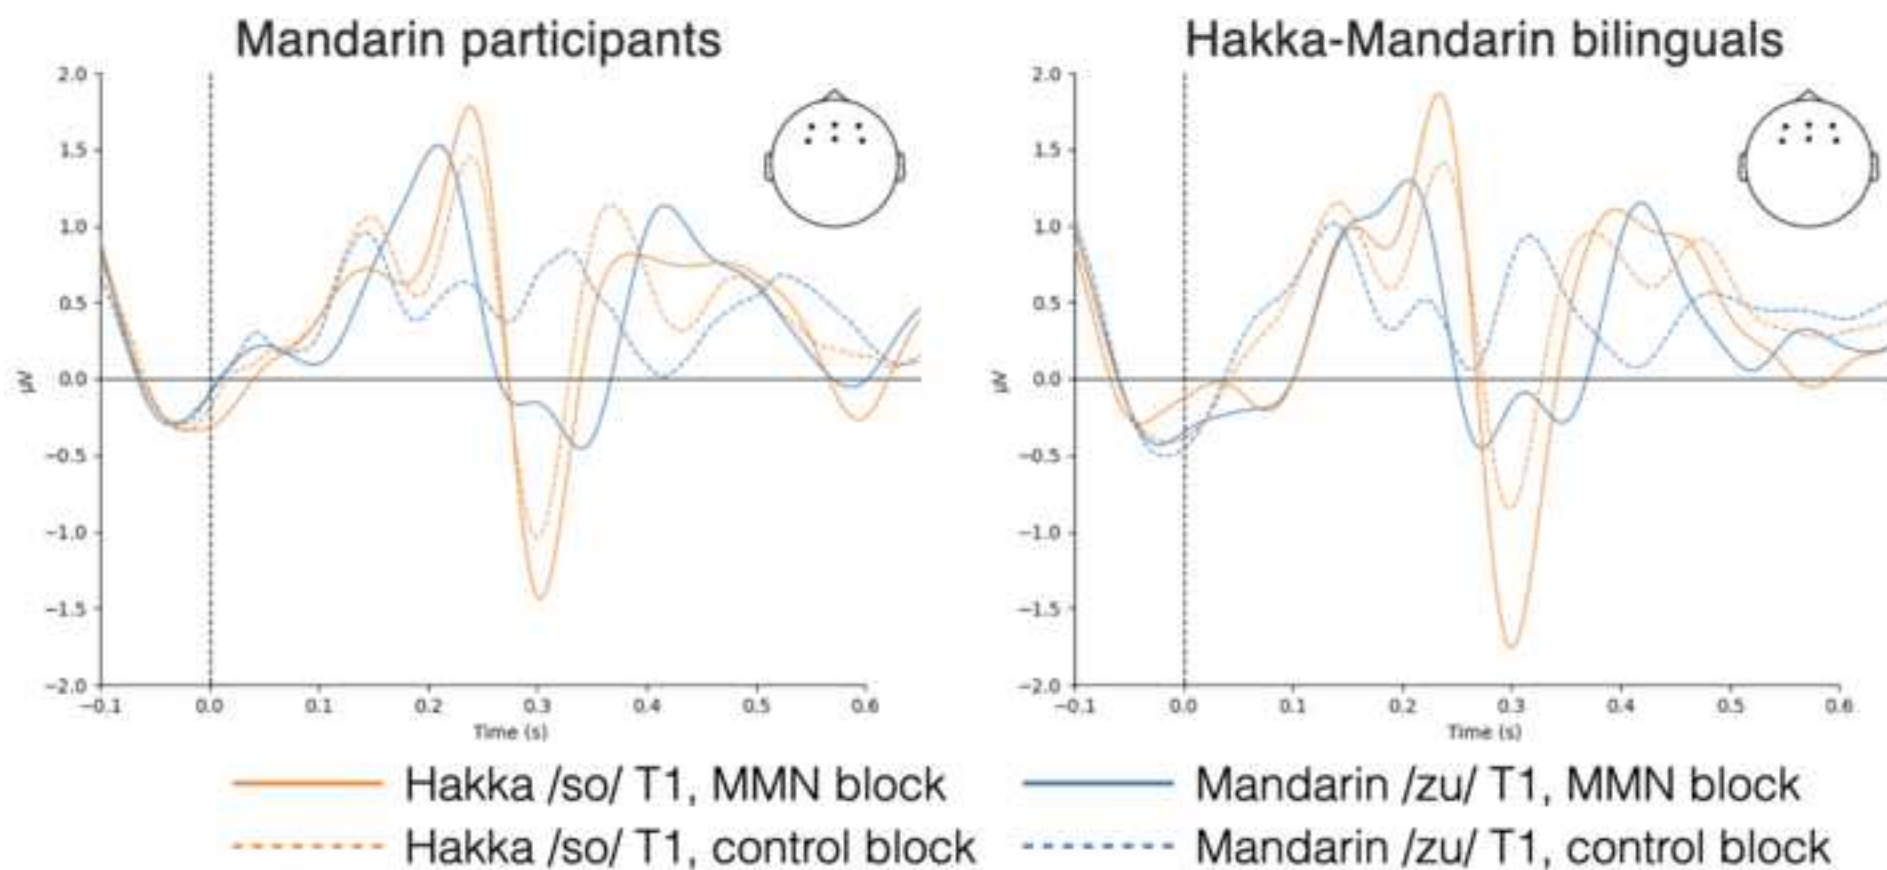 Mandarin participants
2.0
1.5
1.0
0.5
0.0
−0.5
−1.0
−1.5
−2.0
μV
−0.1 0.0 0.1 0.2 0.3 0.4 0.5 0.6
Time (s)
Hakka-Mandarin bilinguals
2.0
1.5
1.0
0.5
0.0
−0.5
−1.0
−1.5
−2.0
μV
−0.1 0.0 0.1 0.2 0.3 0.4 0.5 0.6
Time (s)
Hakka /so/ T1, MMN block
Mandarin /zu/ T1, MMN block
Hakka /so/ T1, control block
Mandarin /zu/ T1, control block